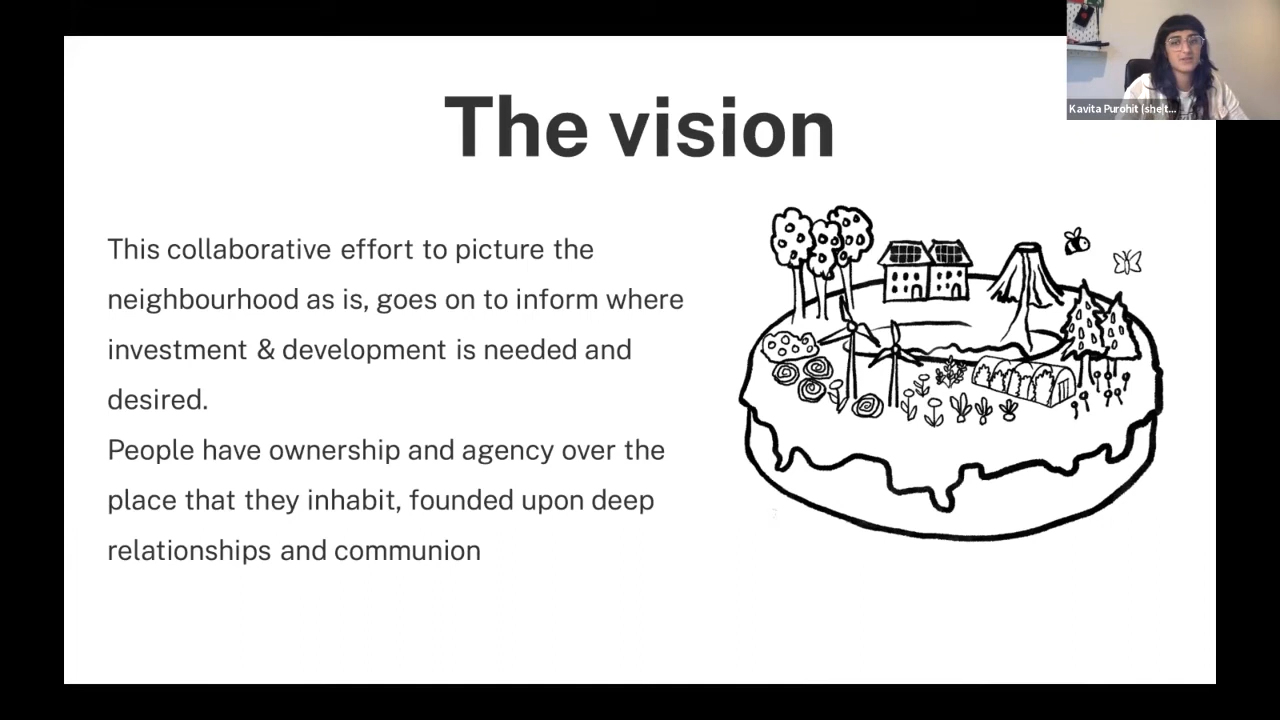 Kavita Purohit (she/t...
The vision
This collaborative effort to picture the
neighbourhood as is, goes on to inform where
investment & development is needed and
desired.
People have ownership and agency over the
place that they inhabit, founded upon deep
relationships and communion